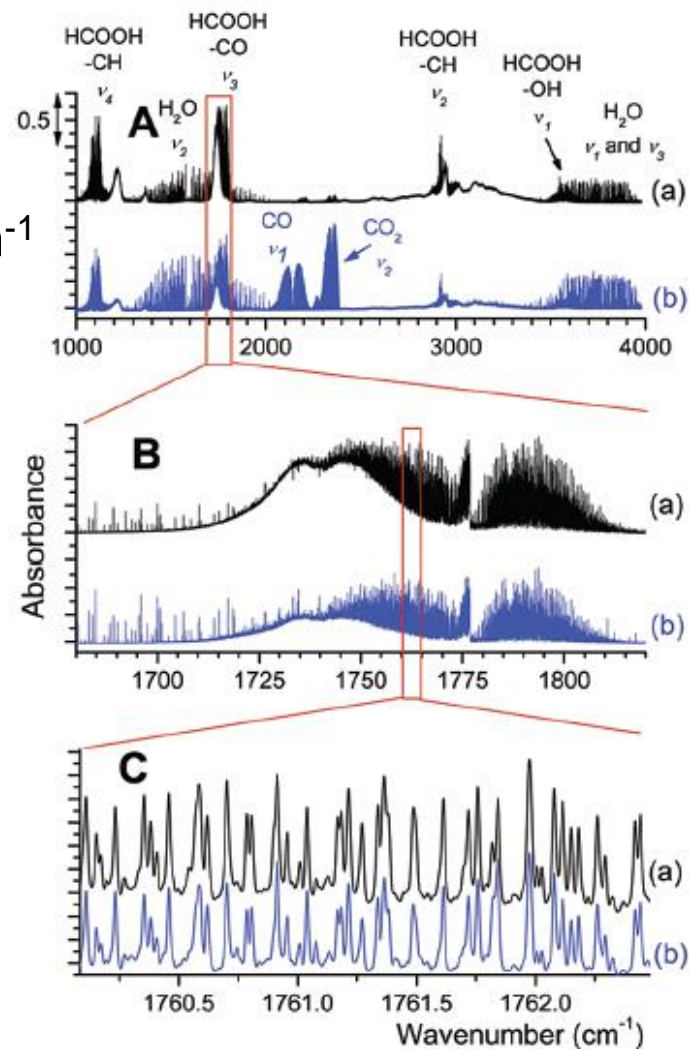 HCOOH HCOOH HCOOH HCOOH
-CH -CO -CH -OH H₂O
ν₄ ν₃ ν₂ ν₁ ν₁ and ν₃
0.5 A H₂O ν₂
(a)
n⁻¹
CO ν₁ CO₂ ν₂
(b)
1000 2000 3000 4000
B
(a)
(b)
1700 1725 1750 1775 1800
Absorbance
C
(a)
(b)
1760.5 1761.0 1761.5 1762.0
Wavenumber (cm⁻¹)